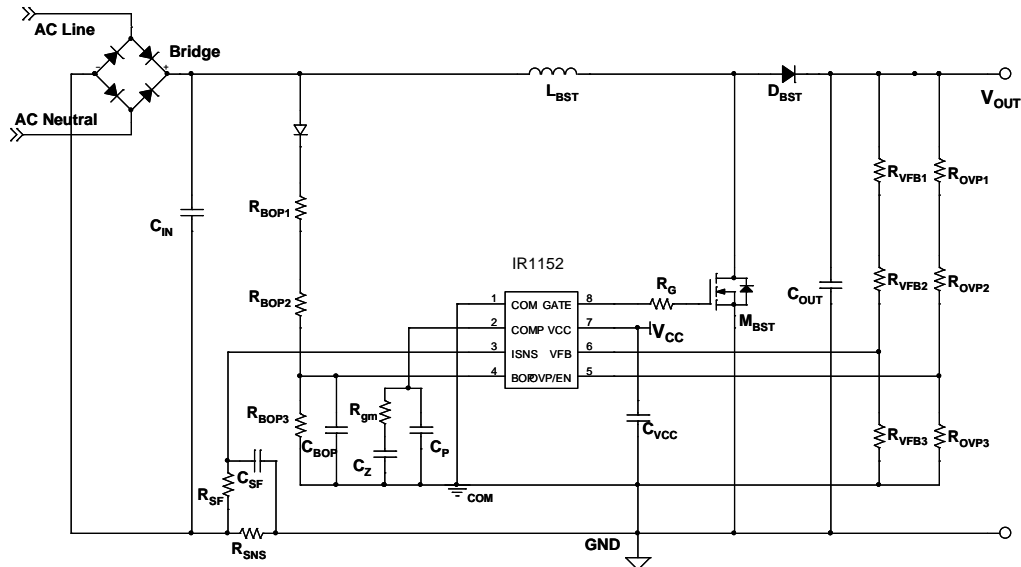 AC Line
Bridge
-
+
AC Neutral
LBST
DBST
VOUT
RVFB1
ROVP1
RBOP1
CIN
IR1152
RBOP2
RG
RVFB2
ROVP2
COUT
MBST
1 COM GATE 8
2 COMP VCC 7
VCC
3 ISNS VFB 6
4 BOP OVP/EN 5
RBOP3
Rgm
CBOP
CP
CVCC
RVFB3
ROVP3
CZ
CSF
RSF
COM
RSNS
GND